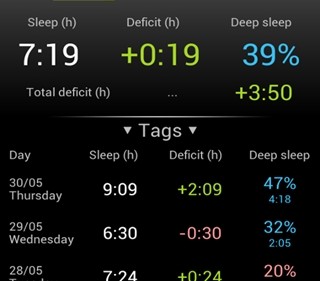 Sleep (h) Deficit (h) Deep sleep
7:19 +0:19 39%
Total deficit (h) ... +3:50
▼ Tags ▼
Day Sleep (h) Deficit (h) Deep sleep
30/05 Thursday 9:09 +2:09 47% 4:18
29/05 Wednesday 6:30 -0:30 32% 2:05
28/05 7:24 +0:24 20%